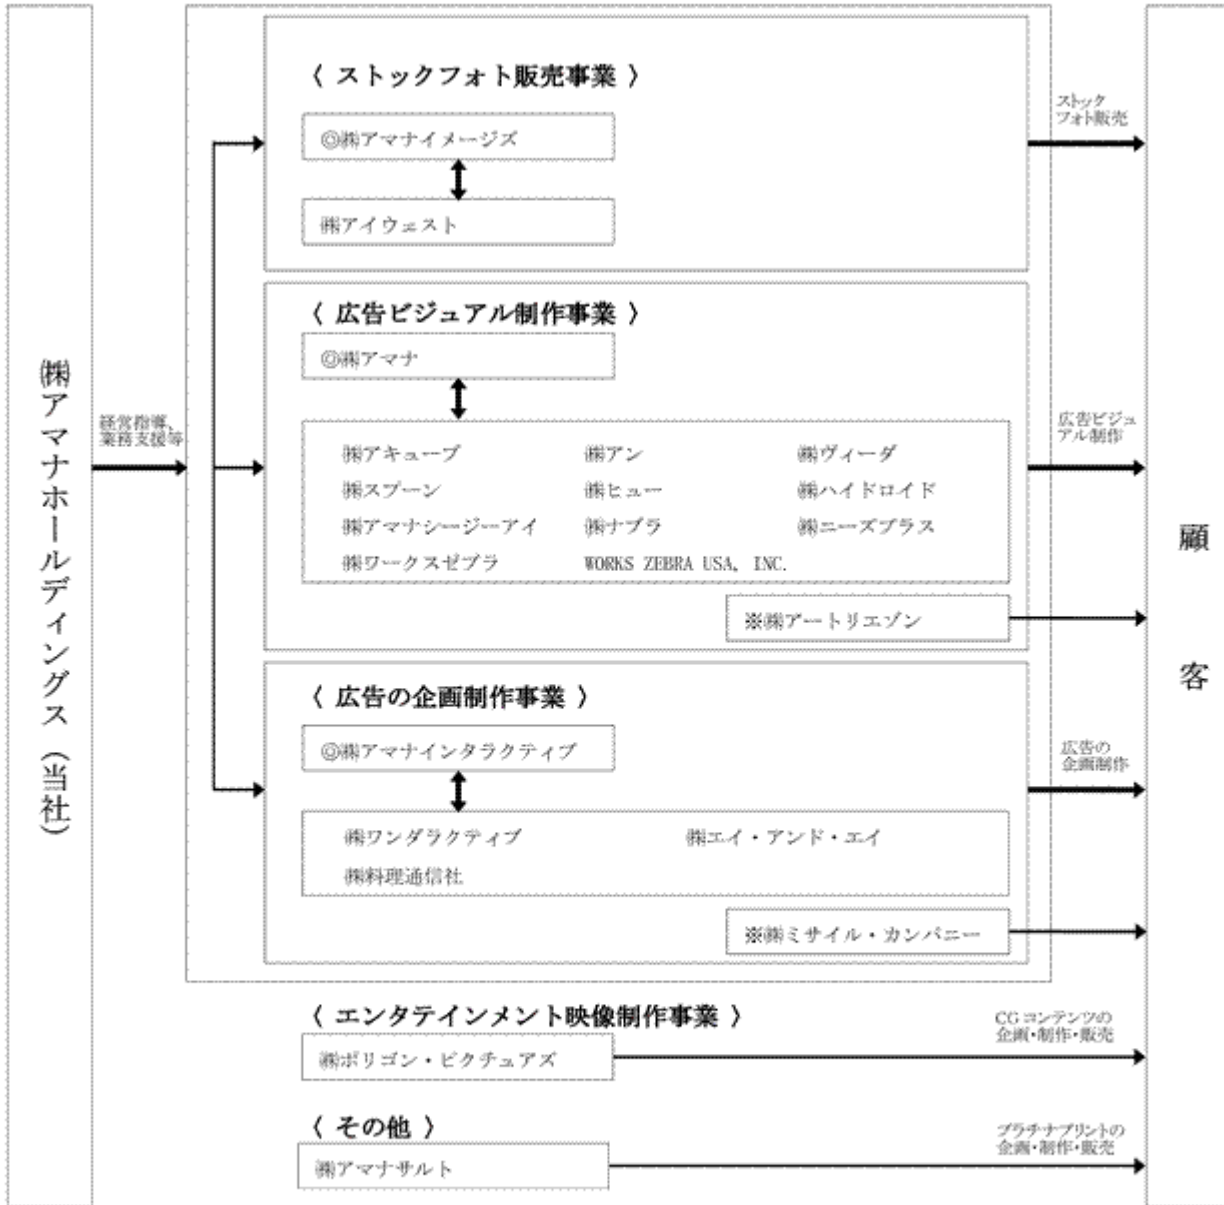 ㈱アマナホールディングス（当社）
経営指導、
業務支援等
〈 ストックフォト販売事業 〉
◎㈱アマナイメージズ
㈱アイウェスト
ストック
フォト販売
〈 広告ビジュアル制作事業 〉
◎㈱アマナ
㈱アキューブ ㈱アン ㈱ヴィーダ
㈱スプーン ㈱ヒュー ㈱ハイドロイド
㈱アマナシージーアイ ㈱ナブラ ㈱ニーズプラス
㈱ワークスゼブラ WORKS ZEBRA USA, INC.
※㈱アートリエゾン
広告ビジュ
アル制作
〈 広告の企画制作事業 〉
◎㈱アマナインタラクティブ
㈱ワンダラクティブ ㈱エイ・アンド・エイ
㈱料理通信社
※㈱ミサイル・カンパニー
広告の
企画制作
〈 エンタテインメント映像制作事業 〉
㈱ポリゴン・ピクチュアズ
CGコンテンツの
企画・制作・販売
〈 その他 〉
㈱アマナサルト
プラチナプリントの
企画・制作・販売
顧客